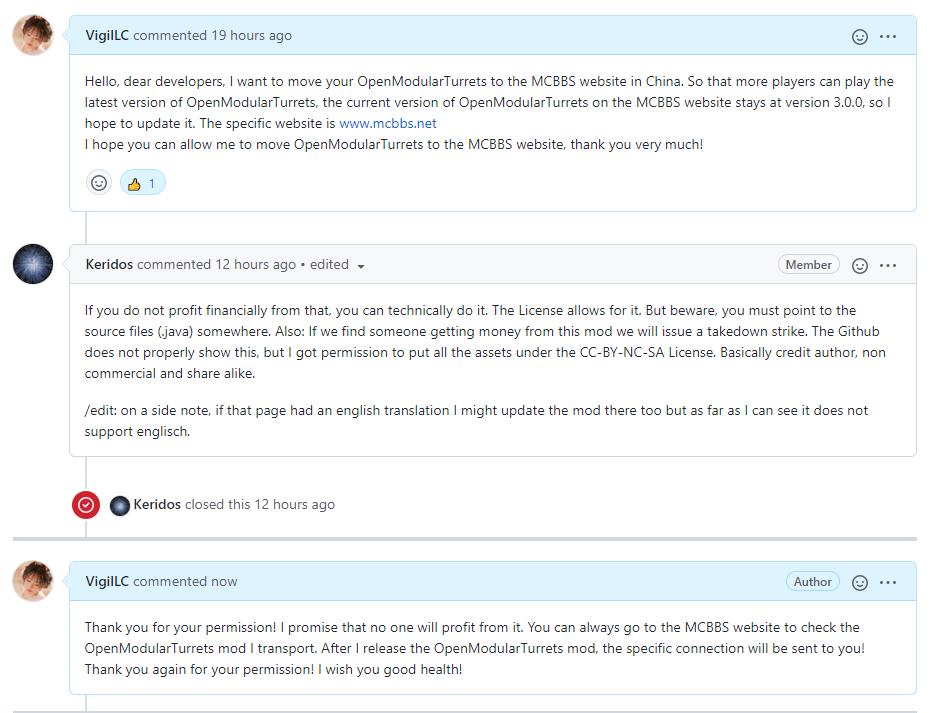 VigilLC commented 19 hours ago
Hello, dear developers, I want to move your OpenModularTurrets to the MCBBS website in China. So that more players can play the
latest version of OpenModularTurrets, the current version of OpenModularTurrets on the MCBBS website stays at version 3.0.0, so I
hope to update it. The specific website is www.mcbbs.net
I hope you can allow me to move OpenModularTurrets to the MCBBS website, thank you very much!
👍 1
Keridos commented 12 hours ago • edited Member
If you do not profit financially from that, you can technically do it. The License allows for it. But beware, you must point to the
source files (.java) somewhere. Also: If we find someone getting money from this mod we will issue a takedown strike. The Github
does not properly show this, but I got permission to put all the assets under the CC-BY-NC-SA License. Basically credit author, non
commercial and share alike.
/edit: on a side note, if that page had an english translation I might update the mod there too but as far as I can see it does not
support englisch.
Keridos closed this 12 hours ago
VigilLC commented now Author
Thank you for your permission! I promise that no one will profit from it. You can always go to the MCBBS website to check the
OpenModularTurrets mod I transport. After I release the OpenModularTurrets mod, the specific connection will be sent to you!
Thank you again for your permission! I wish you good health!